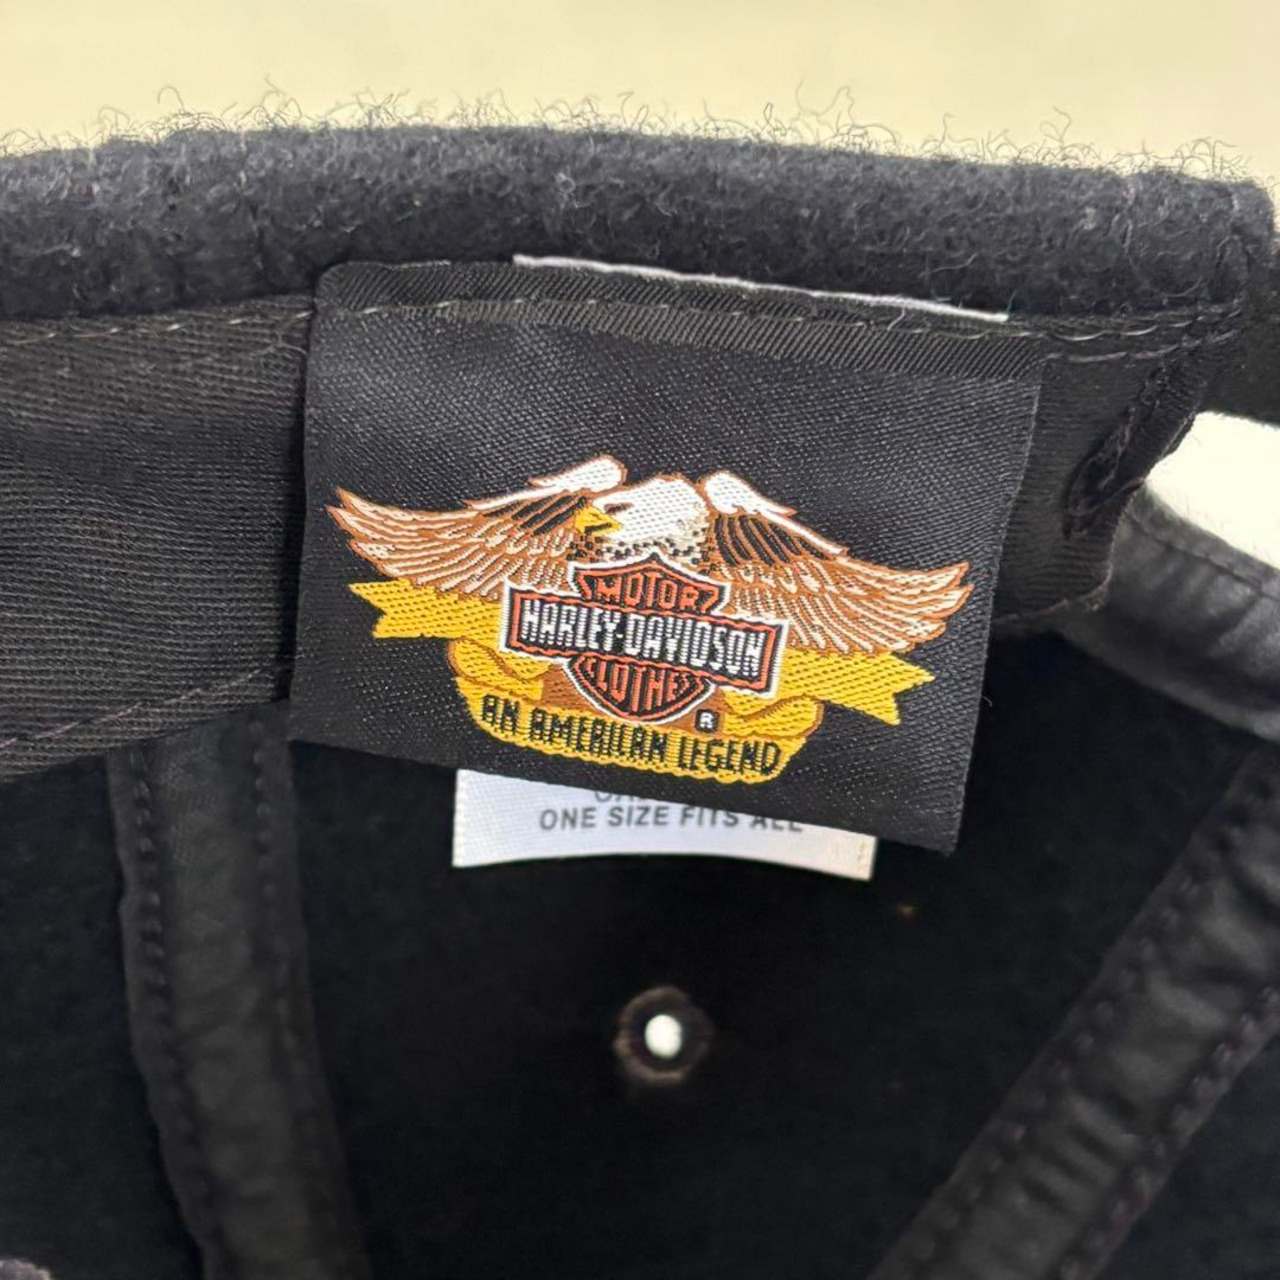 MOTOR
HARLEY-DAVIDSON
CLOTHES
®
AN AMERICAN LEGEND
ONE SIZE FITS ALL